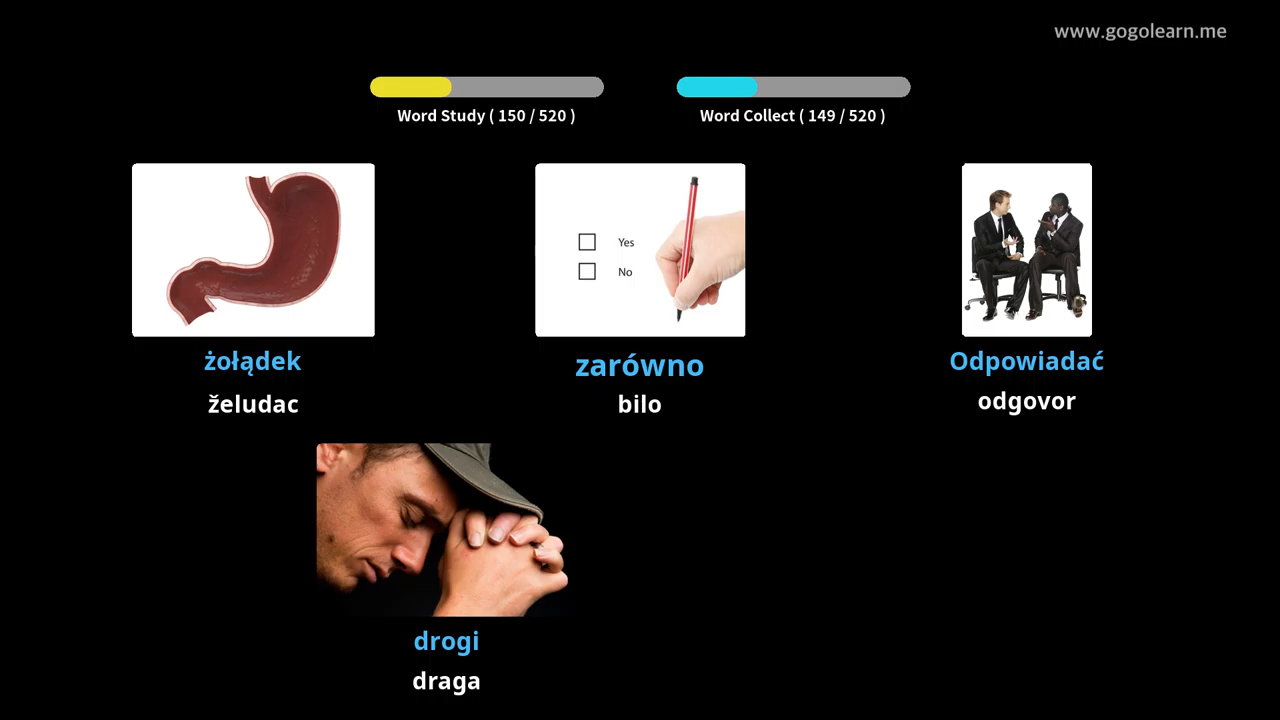 www.gogolearn.me
Word Study ( 150 / 520 )
Word Collect ( 149 / 520 )
Yes
No
żołądek
želudac
zarówno
bilo
Odpowiadać
odgovor
drogi
draga